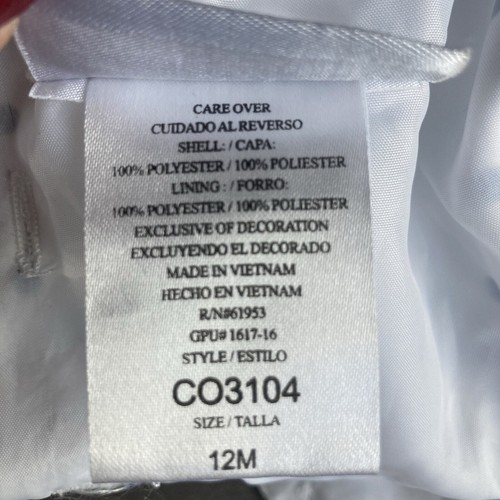 CARE OVER
CUIDADO AL REVERSO
SHELL: / CAPA:
100% POLYESTER / 100% POLIESTER
LINING: / FORRO:
100% POLYESTER / 100% POLIESTER
EXCLUSIVE OF DECORATION
EXCLUYENDO EL DECORADO
MADE IN VIETNAM
HECHO EN VIETNAM
R/N#61953
GPU# 1617-16
STYLE / ESTILO
CO3104
SIZE / TALLA
12M